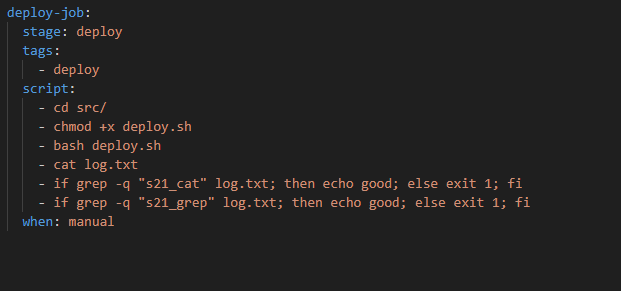 deploy-job:
stage: deploy
tags:
- deploy
script:
- cd src/
- chmod +x deploy.sh
- bash deploy.sh
- cat log.txt
- if grep -q "s21_cat" log.txt; then echo good; else exit 1; fi
- if grep -q "s21_grep" log.txt; then echo good; else exit 1; fi
when: manual